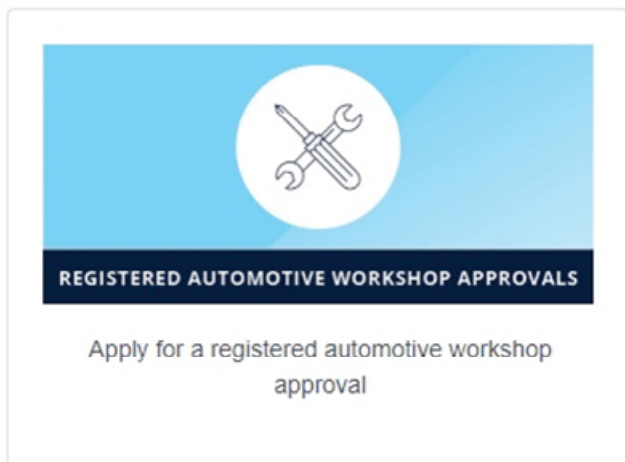 REGISTERED AUTOMOTIVE WORKSHOP APPROVALS
Apply for a registered automotive workshop
approval